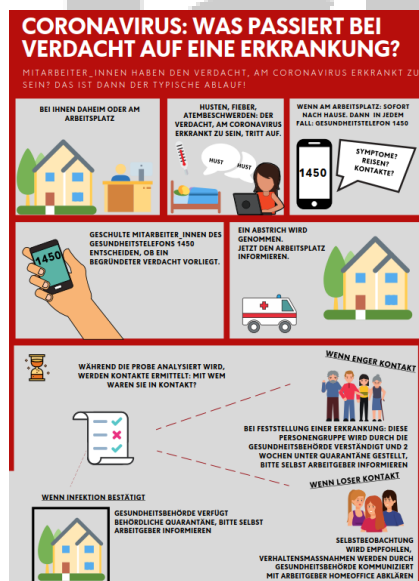 CORONAVIRUS: WAS PASSIERT BEI
VERDACHT AUF EINE ERKRANKUNG?
MITARBEITER_INNEN HABEN DEN VERDACHT, AM CORONAVIRUS ERKRANKT ZU
SEIN? DAS IST DANN DER TYPISCHE ABLAUF!
BEI IHNEN DAHEIM ODER AM
ARBEITSPLATZ
HUSTEN, FIEBER,
ATEMBESCHWERDEN: DER
VERDACHT, AM CORONAVIRUS
ERKRANKT ZU SEIN, TRITT AUF.
HUST
HUST
WENN AM ARBEITSPLATZ: SOFORT
NACH HAUSE. DANN IN JEDEM
FALL: GESUNDHEITSTELEFON 1450
1450
SYMPTOME?
REISEN?
KONTAKTE?
1450
GESCHULTE MITARBEITER_INNEN DES
GESUNDHEITSTELEFONS 1450
ENTSCHEIDEN, OB EIN
BEGRÜNDETER VERDACHT VORLIEGT.
EIN ABSTRICH WIRD
GENOMMEN.
JETZT DEN ARBEITSPLATZ
INFORMIEREN.
WÄHREND DIE PROBE ANALYSIERT WIRD,
WERDEN KONTAKTE ERMITTELT: MIT WEM
WAREN SIE IN KONTAKT?
WENN ENGER KONTAKT
BEI FESTSTELLUNG EINER ERKRANKUNG: DIESE
PERSONENGRUPPE WIRD DURCH DIE
GESUNDHEITSBEHÖRDE VERSTÄNDIGT UND 2
WOCHEN UNTER QUARANTÄNE GESTELLT,
BITTE SELBST ARBEITGEBER INFORMIEREN
WENN LOSER KONTAKT
SELBSTBEOBACHTUNG
WIRD EMPFOHLEN,
VERHALTENSMASSNAHMEN WERDEN DURCH
GESUNDHEITSBEHÖRDE KOMMUNIZIERT
MIT ARBEITGEBER HOMEOFFICE ABKLÄREN
WENN INFEKTION BESTÄTIGT
GESUNDHEITSBEHÖRDE VERFÜGT
BEHÖRDLICHE QUARANTÄNE, BITTE SELBST
ARBEITGEBER INFORMIEREN